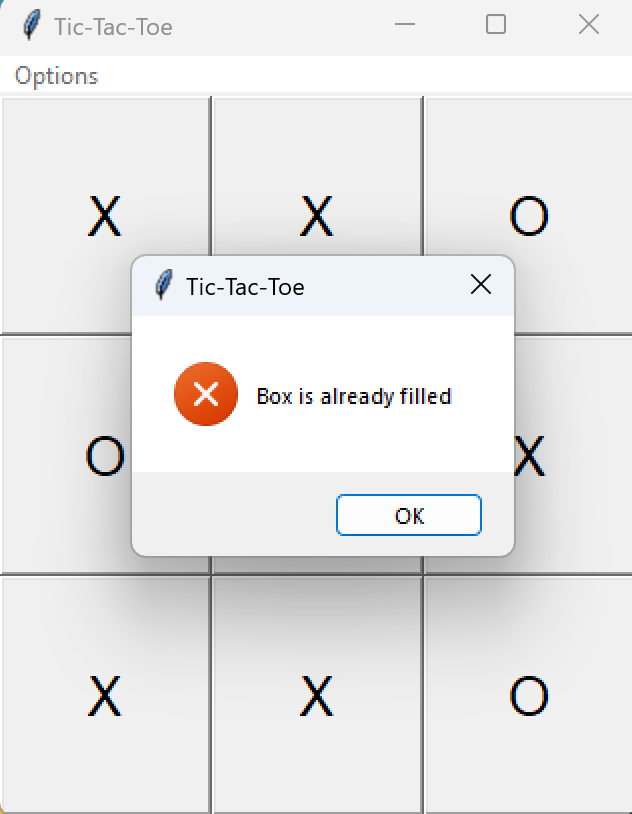 Tic-Tac-Toe
Options
X X O
Tic-Tac-Toe
Box is already filled
O X
OK
X X O